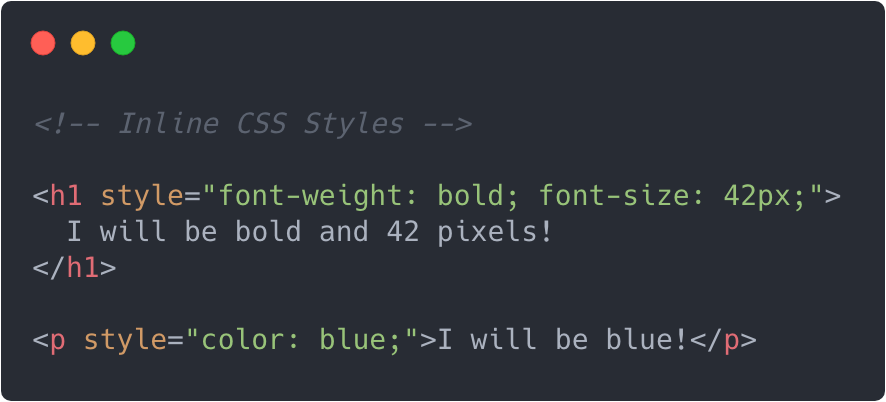 <!-- Inline CSS Styles -->
<h1 style="font-weight: bold; font-size: 42px;">
  I will be bold and 42 pixels!
</h1>
<p style="color: blue;">I will be blue!</p>